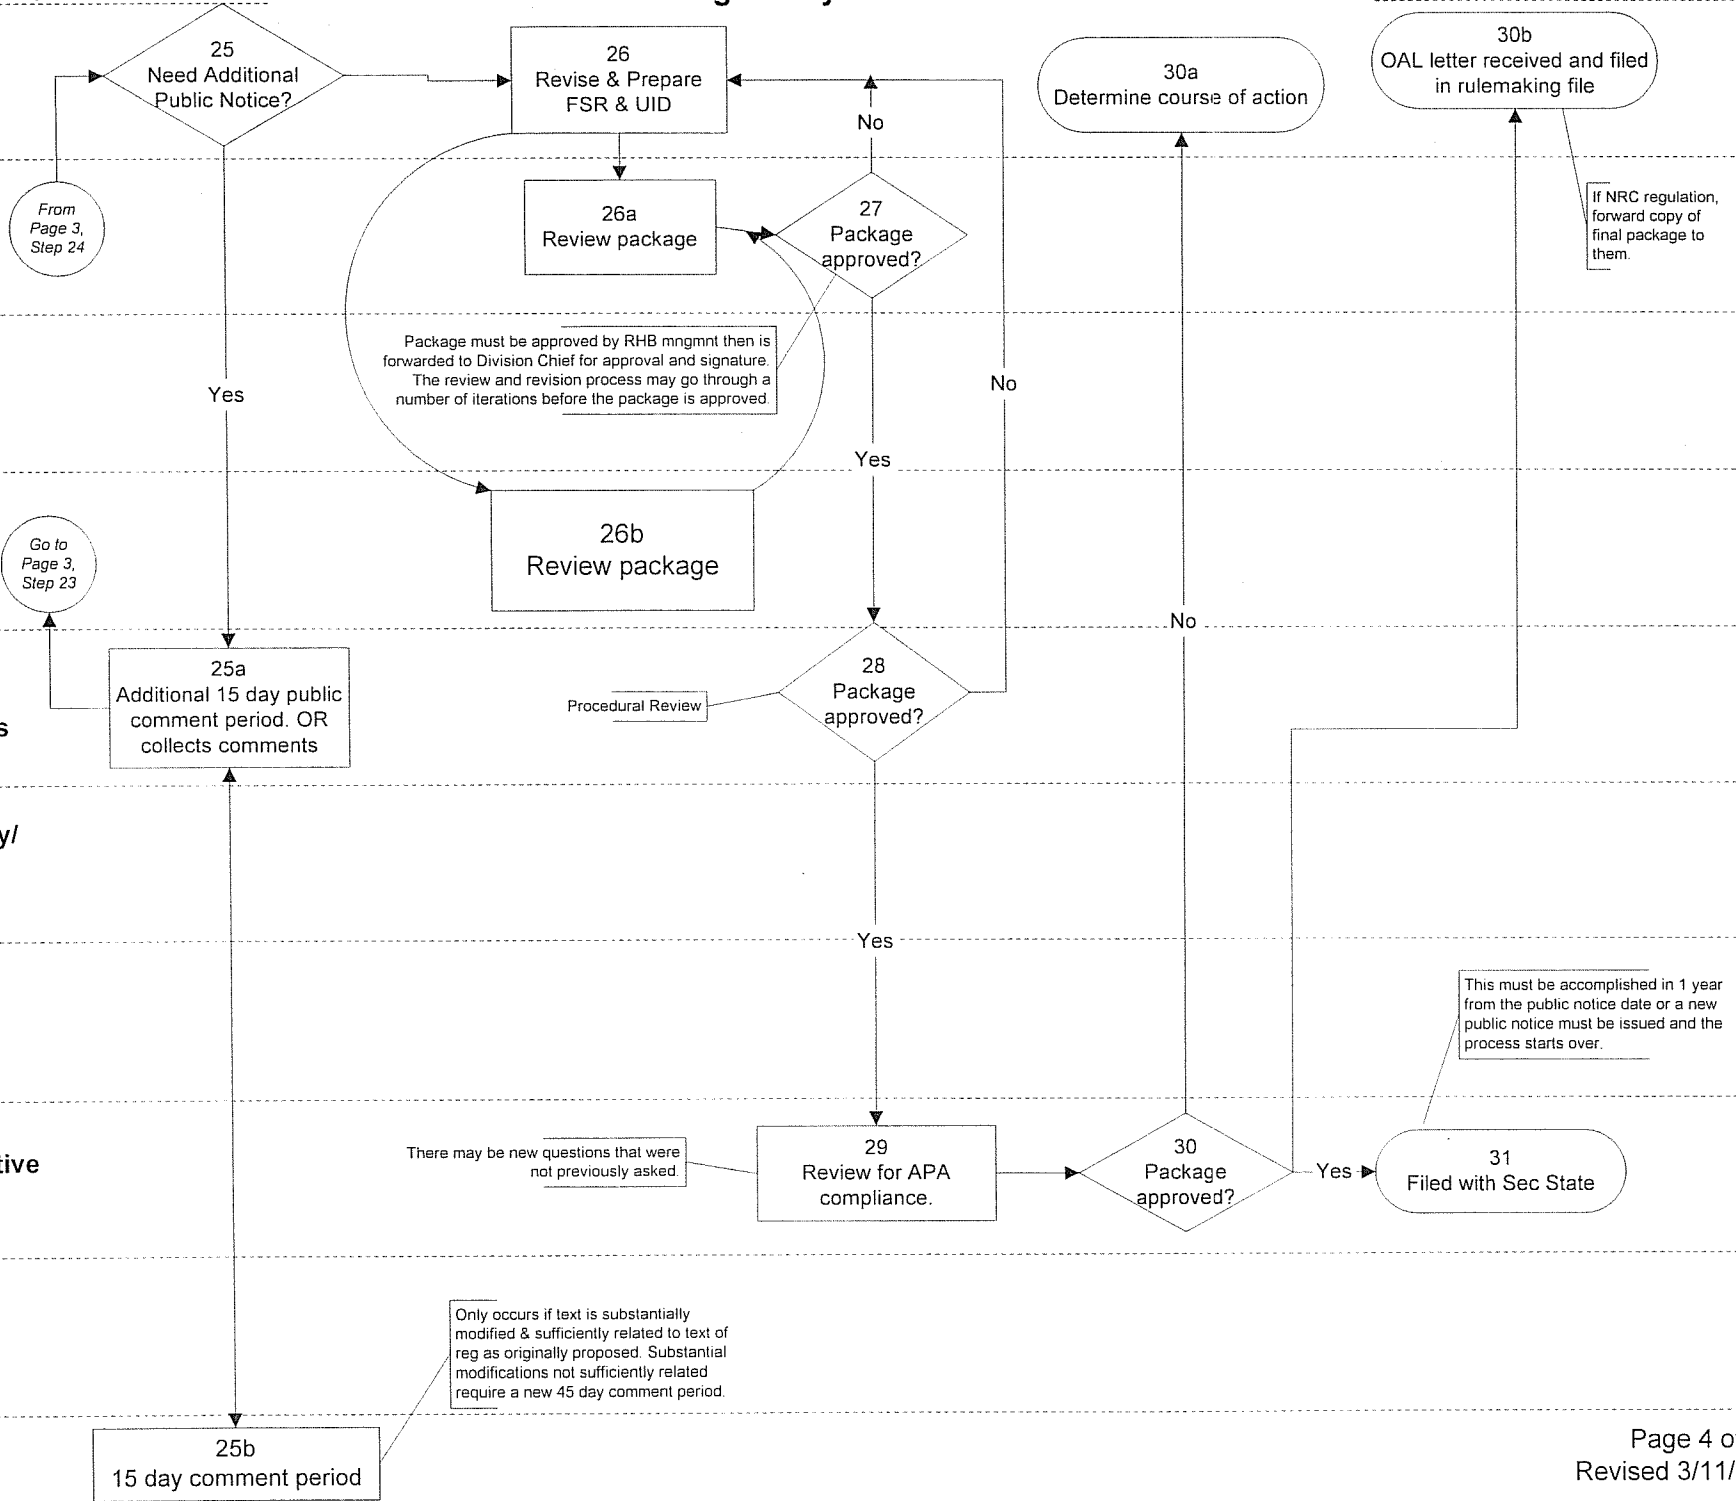 25
Need Additional
Public Notice?
26
Revise & Prepare
FSR & UID
30a
Determine course of action
30b
OAL letter received and filed
in rulemaking file
No
From
Page 3,
Step 24
26a
Review package
27
Package
approved?
If NRC regulation,
forward copy of
final package to
them.
Package must be approved by RHB mngmnt then is
forwarded to Division Chief for approval and signature.
The review and revision process may go through a
number of iterations before the package is approved.
Yes
No
Yes
Go to
Page 3,
Step 23
26b
Review package
No
25a
Additional 15 day public
comment period. OR
collects comments
Procedural Review
28
Package
approved?
s
y/
Yes
This must be accomplished in 1 year
from the public notice date or a new
public notice must be issued and the
process starts over.
tive
There may be new questions that were
not previously asked.
29
Review for APA
compliance.
30
Package
approved?
Yes
31
Filed with Sec State
Only occurs if text is substantially
modified & sufficiently related to text of
reg as originally proposed. Substantial
modifications not sufficiently related
require a new 45 day comment period.
25b
15 day comment period
Page 4 o
Revised 3/11/